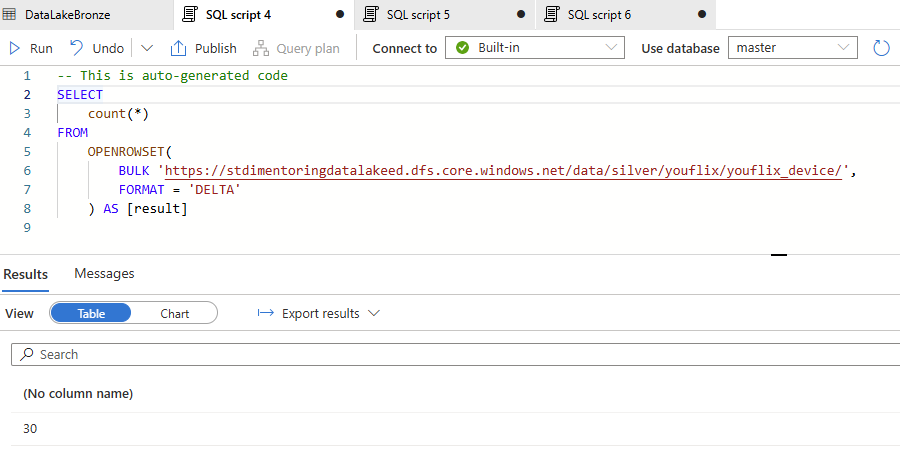 DataLakeBronze SQL script 4 SQL script 5 SQL script 6
Run Undo Publish Query plan Connect to Built-in Use database master
1 -- This is auto-generated code
2 SELECT
3 count(*)
4 FROM
5 OPENROWSET(
6 BULK 'https://stdimentoringdatalakeed.dfs.core.windows.net/data/silver/youflix/youflix_device/',
7 FORMAT = 'DELTA'
8 ) AS [result]
9
Results Messages
View Table Chart Export results
Search
(No column name)
30